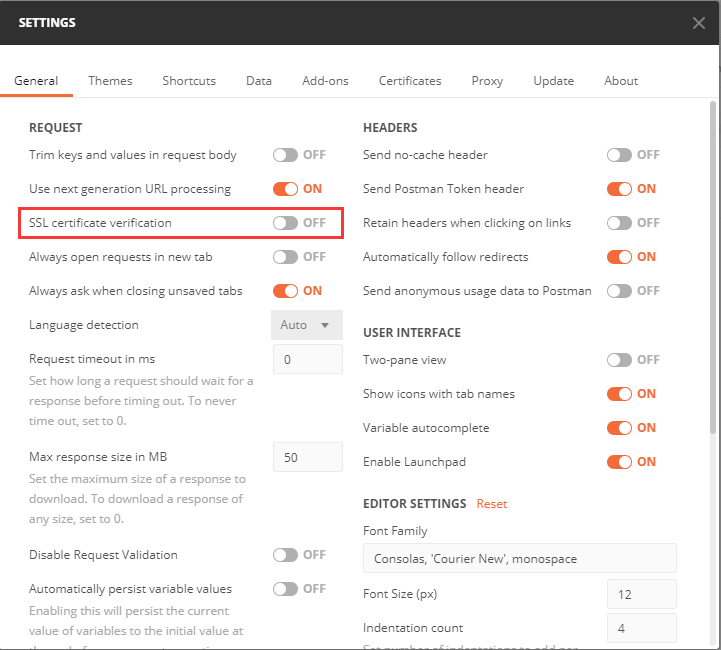 SETTINGS
General Themes Shortcuts Data Add-ons Certificates Proxy Update About
REQUEST
Trim keys and values in request body OFF
Use next generation URL processing ON
SSL certificate verification OFF
Always open requests in new tab OFF
Always ask when closing unsaved tabs ON
Language detection Auto
Request timeout in ms 0
Set how long a request should wait for a
response before timing out. To never
time out, set to 0.
Max response size in MB 50
Set the maximum size of a response to
download. To download a response of
any size, set to 0.
Disable Request Validation OFF
Automatically persist variable values OFF
Enabling this will persist the current
value of variables to the initial value at
HEADERS
Send no-cache header OFF
Send Postman Token header ON
Retain headers when clicking on links OFF
Automatically follow redirects ON
Send anonymous usage data to Postman OFF
USER INTERFACE
Two-pane view OFF
Show icons with tab names ON
Variable autocomplete ON
Enable Launchpad ON
EDITOR SETTINGS Reset
Font Family
Consolas, 'Courier New', monospace
Font Size (px) 12
Indentation count 4
Set number of indentations to add per